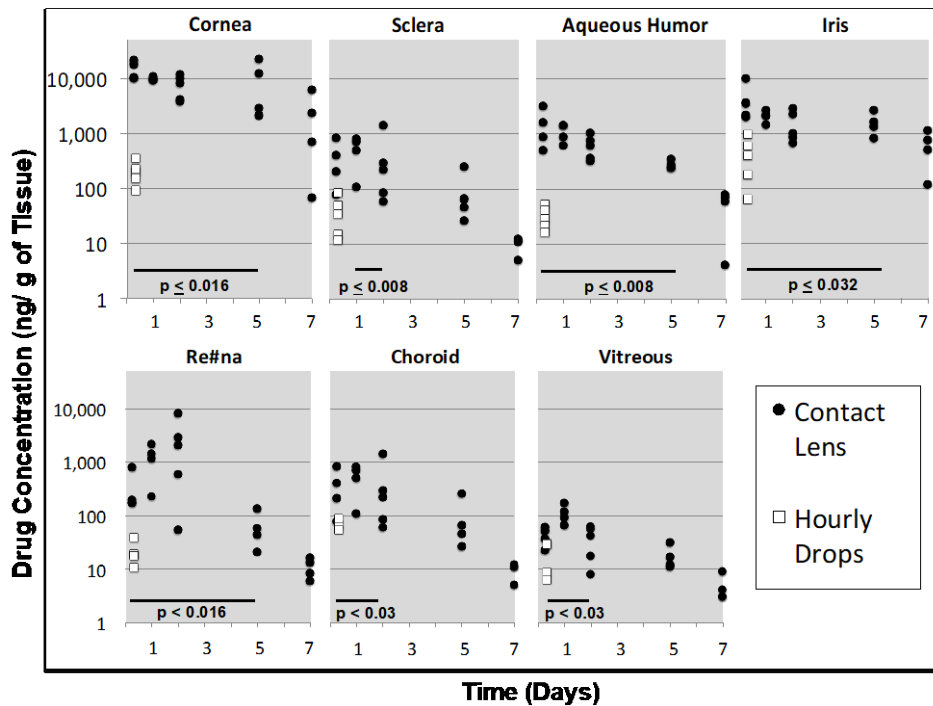 Cornea
Sclera
Aqueous Humor
Iris
10,000
1,000
100
10
1
p ≤ 0.016
p ≤ 0.008
p ≤ 0.008
p ≤ 0.032
1 3 5 7
1 3 5 7
1 3 5 7
1 3 5 7
Re#na
Choroid
Vitreous
10,000
1,000
100
10
1
p < 0.016
p < 0.03
p < 0.03
1 3 5 7
1 3 5 7
1 3 5 7
Contact
Lens
Hourly
Drops
Drug Concentration (ng/ g of Tissue)
Time (Days)